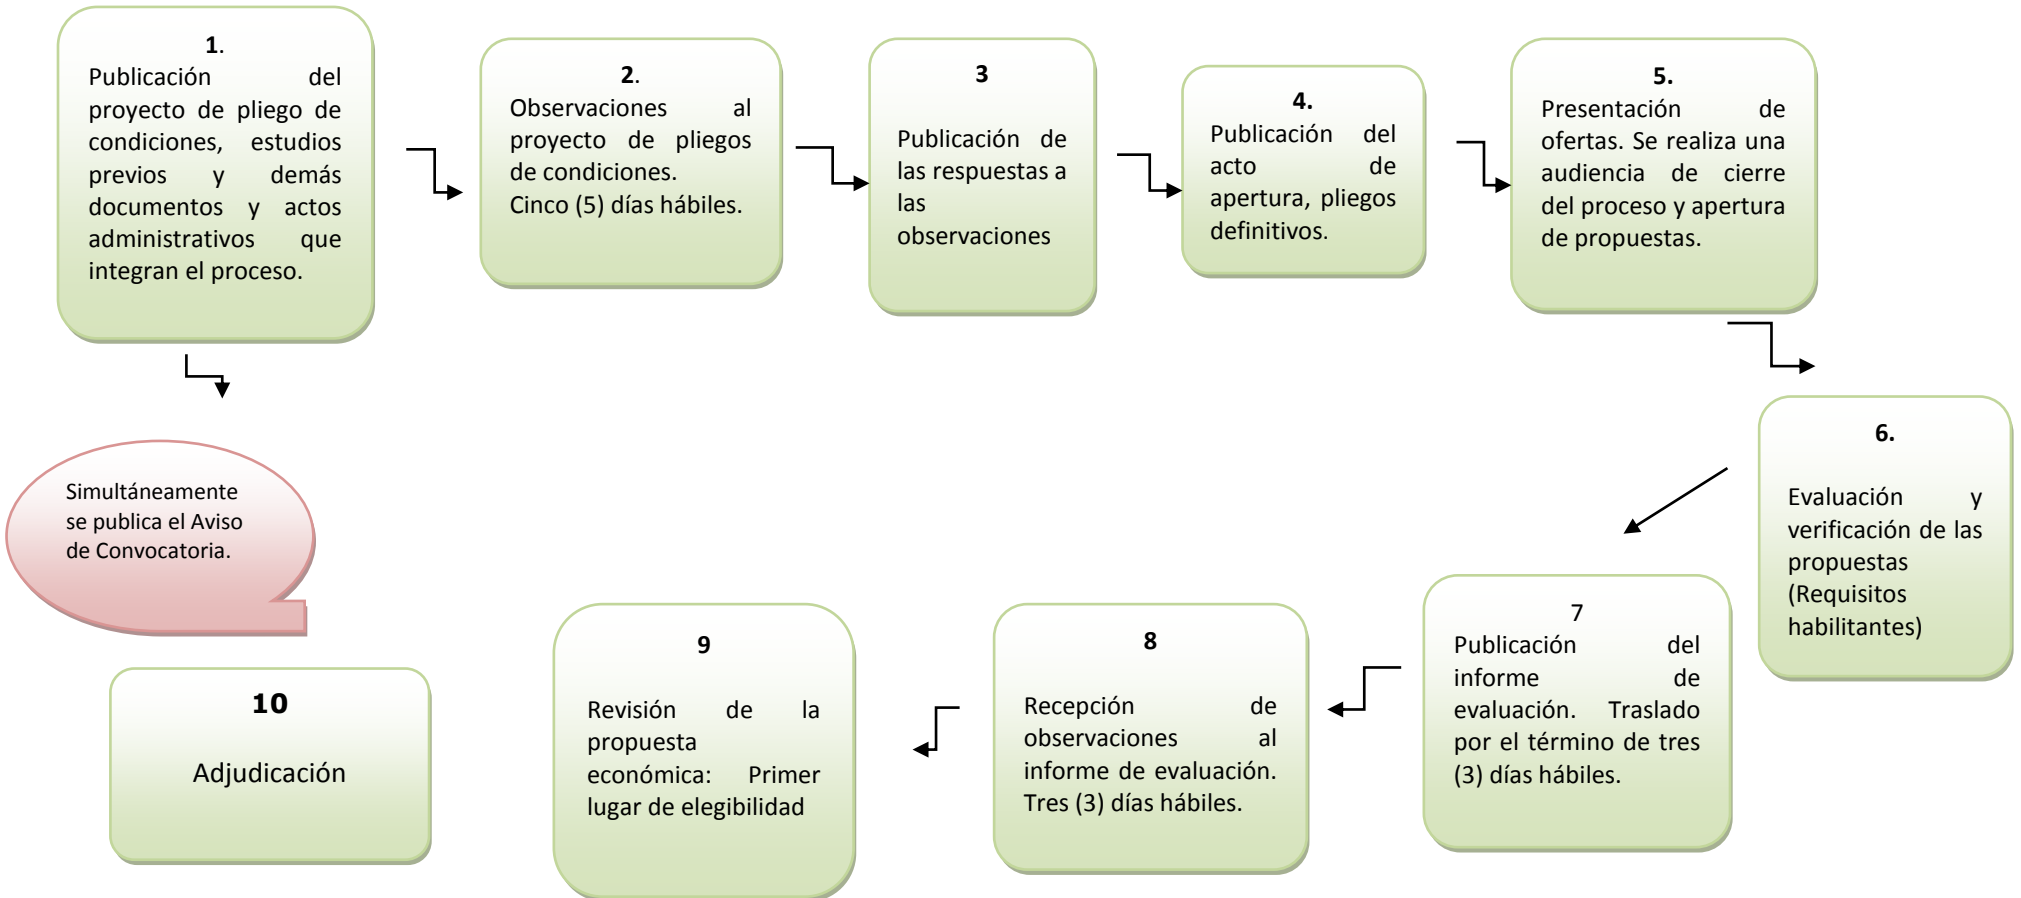 1.
Publicación del
proyecto de pliego de
condiciones, estudios
previos y demás
documentos y actos
administrativos que
integran el proceso.
2.
Observaciones al
proyecto de pliegos
de condiciones.
Cinco (5) días hábiles.
3
Publicación de
las respuestas a
las
observaciones
4.
Publicación del
acto de
apertura, pliegos
definitivos.
5.
Presentación de
ofertas. Se realiza una
audiencia de cierre
del proceso y apertura
de propuestas.
Simultáneamente
se publica el Aviso
de Convocatoria.
6.
Evaluación y
verificación de las
propuestas
(Requisitos
habilitantes)
7
Publicación del
informe de
evaluación. Traslado
por el término de tres
(3) días hábiles.
8
Recepción de
observaciones al
informe de evaluación.
Tres (3) días hábiles.
9
Revisión de la
propuesta
económica: Primer
lugar de elegibilidad
10
Adjudicación